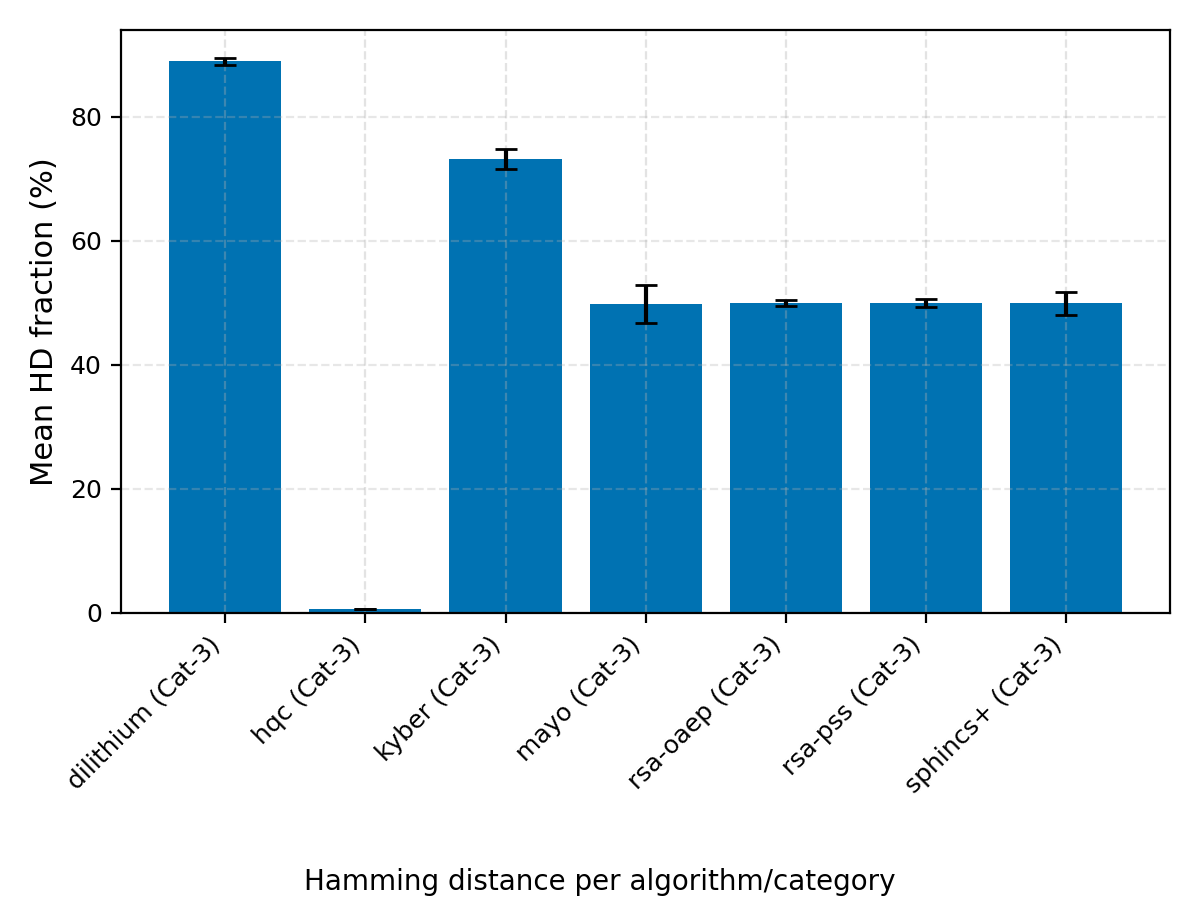 Mean HD fraction (%)
80
60
40
20
0
dilithium (Cat-3)
hqc (Cat-3)
kyber (Cat-3)
mayo (Cat-3)
rsa-oaep (Cat-3)
rsa-pss (Cat-3)
sphincs+ (Cat-3)
Hamming distance per algorithm/category